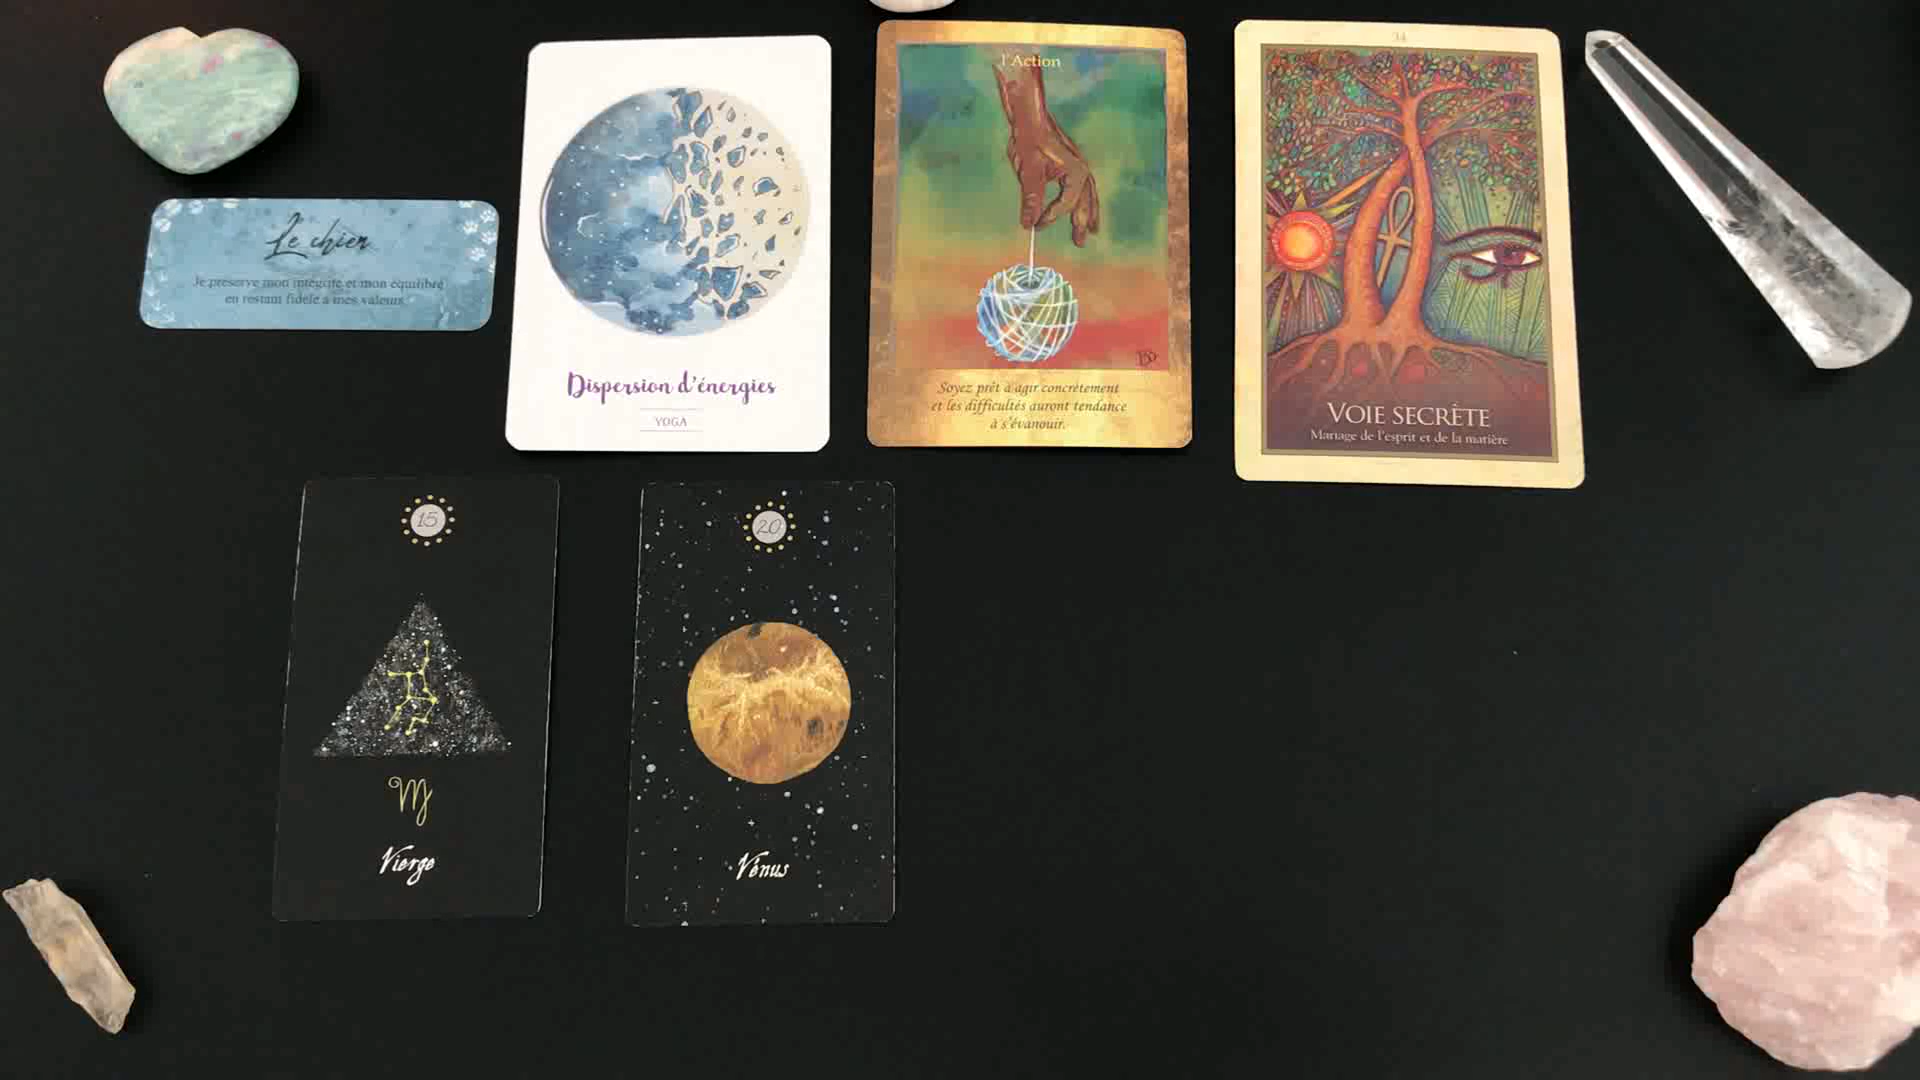 Le chien
Je préserve mon intégrité et mon équilibre
en restant fidèle à mes valeurs.
Dispersion d'énergies
YOGA
l'Action
Soyez prêt à agir concrètement
et les difficultés auront tendance
à s'évanouir.
34
VOIE SECRÈTE
Mariage de l'esprit et de la matière
15
Vierge
20
Vénus